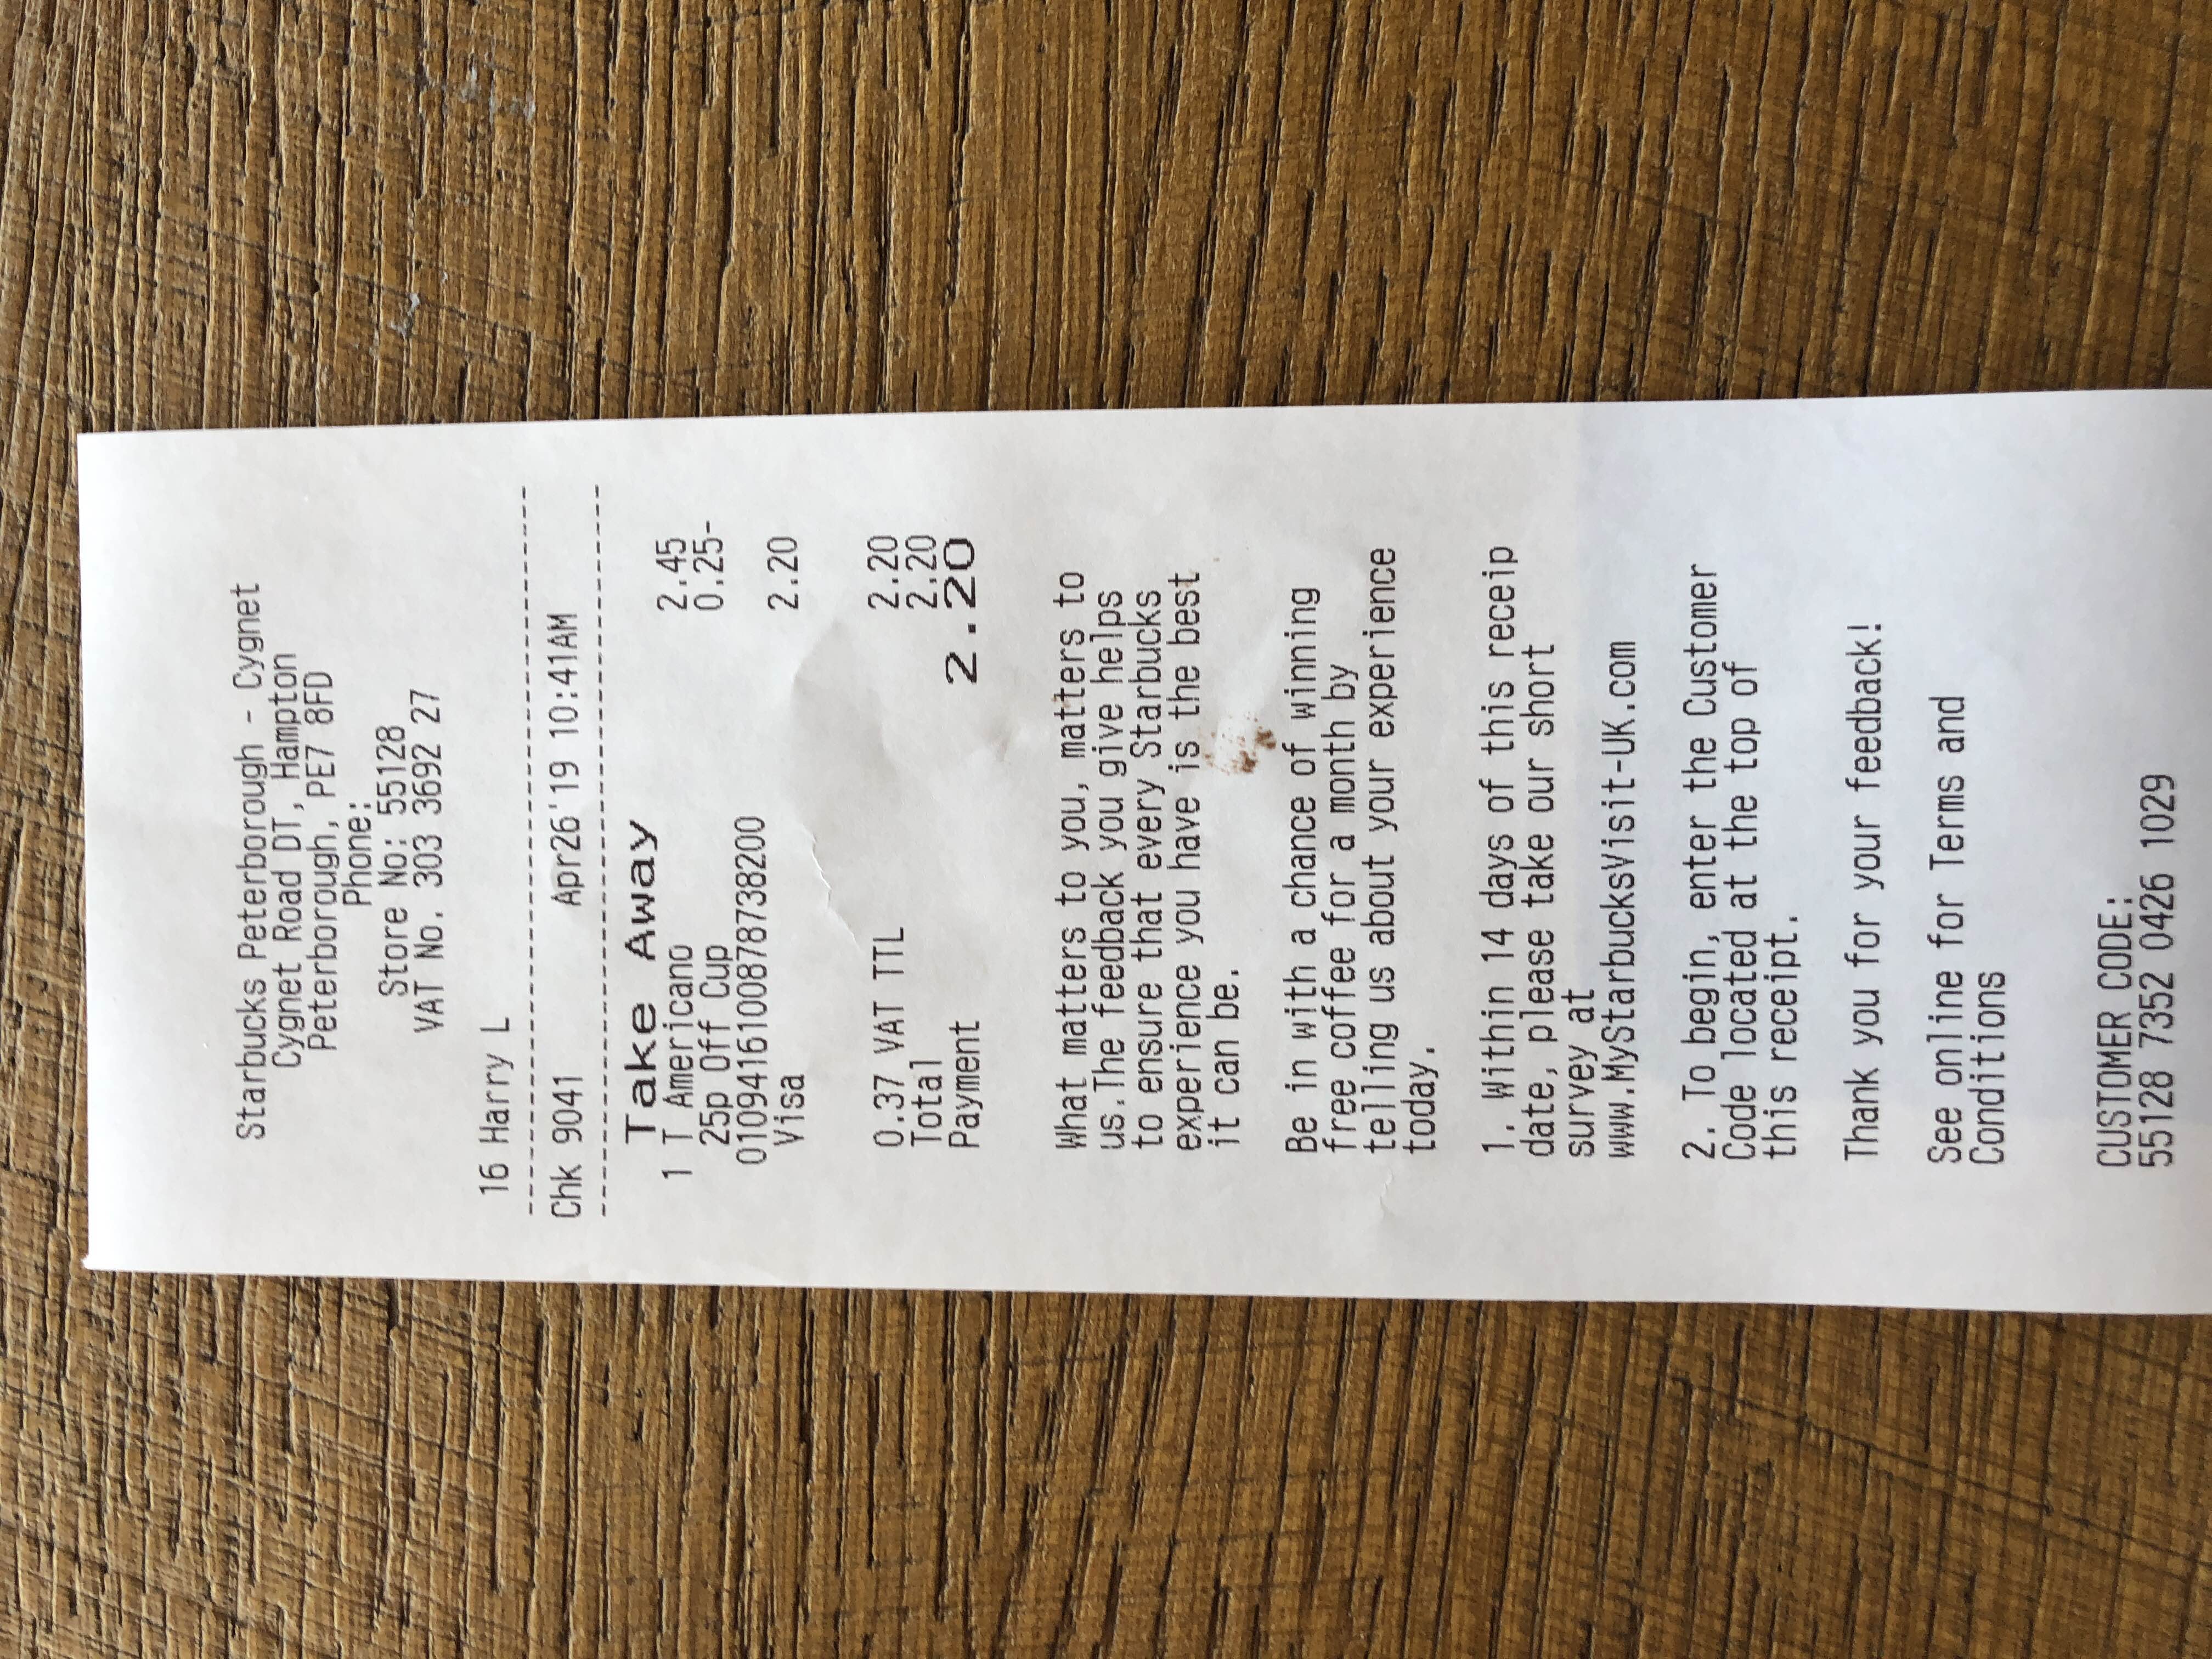 Starbucks Peterborough - Cygnet
Cygnet Road DT, Hampton
Peterborough, PE7 8FD
Phone:
Store No: 55128
VAT No. 303 3692 27
16 Harry L
----------------------------------------
Chk 9041 Apr26'19 10:41AM
----------------------------------------
Take Away
1 T Americano 2.45
25p Off Cup 0.25-
0109416100878738200
Visa 2.20
0.37 VAT TTL 2.20
Total 2.20
Payment 2.20
What matters to you, matters to
us.The feedback you give helps
to ensure that every Starbucks
experience you have is the best
it can be.
Be in with a chance of winning
free coffee for a month by
telling us about your experience
today.
1. Within 14 days of this receip
date, please take our short
survey at
www.MyStarbucksVisit-UK.com
2. To begin, enter the Customer
Code located at the top of
this receipt.
Thank you for your feedback!
See online for Terms and
Conditions
CUSTOMER CODE:
55128 7352 0426 1029